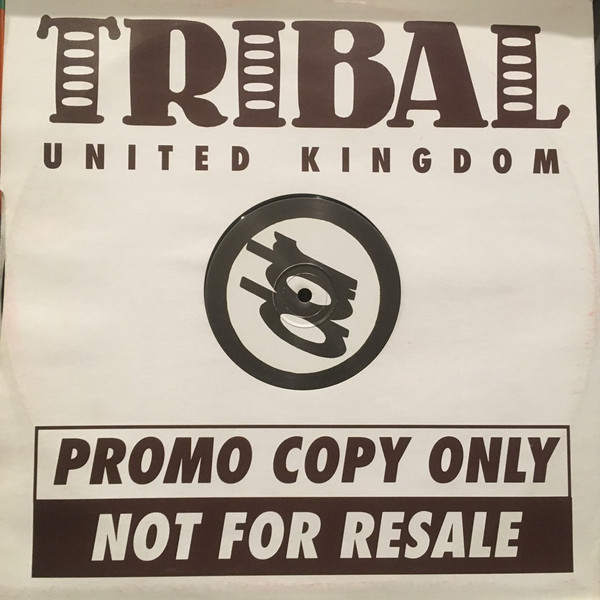 TRIBAL
UNITED KINGDOM
PROMO COPY ONLY
NOT FOR RESALE